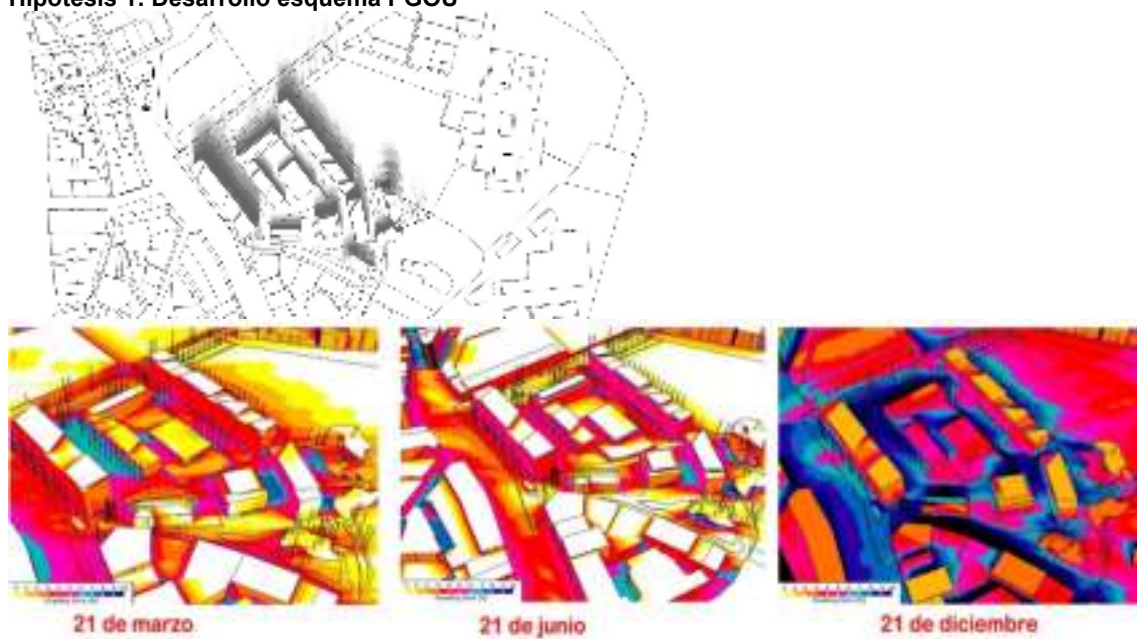 Hipótesis 1: Desarrollo esquema PGOU
21 de marzo
21 de junio
21 de diciembre